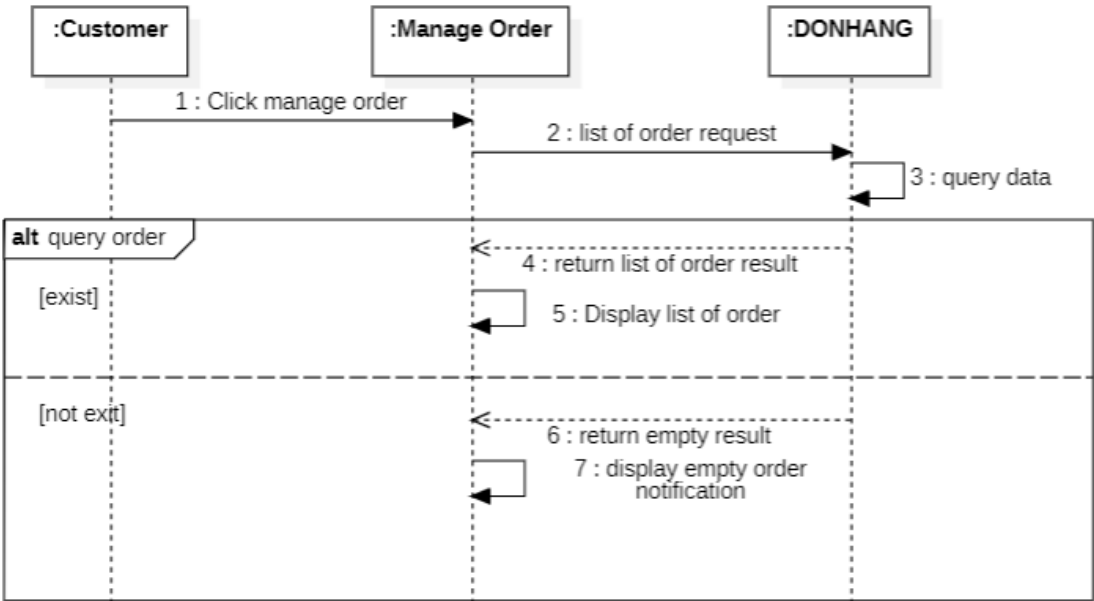 :Customer
:Manage Order
:DONHANG
1 : Click manage order
2 : list of order request
3 : query data
alt query order
4 : return list of order result
[exist]
5 : Display list of order
[not exit]
6 : return empty result
7 : display empty order
notification